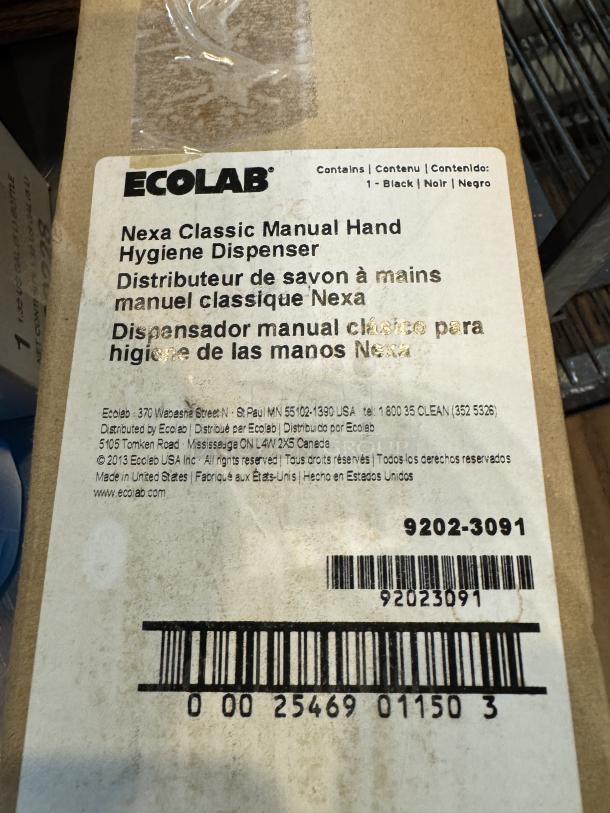 ECOLAB®
Contains | Contenu | Contenido:
1 - Black | Noir | Negro
Nexa Classic Manual Hand
Hygiene Dispenser
Distributeur de savon à mains
manuel classique Nexa
Dispensador manual clásico para
higiene de las manos Nexa
Ecolab · 370 Wabasha Street N · St Paul MN 55102-1390 USA · tel: 1 800 35 CLEAN (352 5326)
Distributed by Ecolab | Distribué par Ecolab | Distribuido por Ecolab
5105 Tomken Road · Mississauga ON L4W 2X5 Canada
© 2013 Ecolab USA Inc · All rights reserved | Tous droits réservés | Todos los derechos reservados
Made in United States | Fabriqué aux États-Unis | Hecho en Estados Unidos
www.ecolab.com
9202-3091
92023091
0 00 25469 01150 3